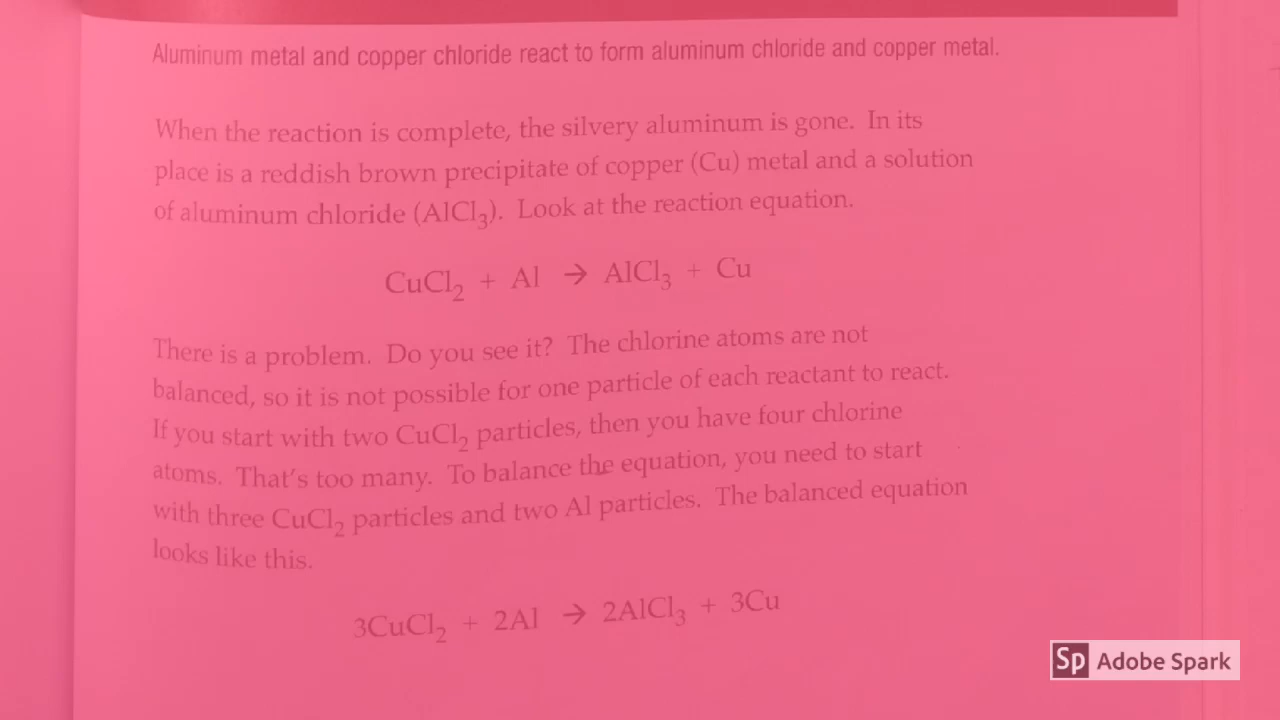 Aluminum metal and copper chloride react to form aluminum chloride and copper metal.
When the reaction is complete, the silvery aluminum is gone. In its
place is a reddish brown precipitate of copper (Cu) metal and a solution
of aluminum chloride (AlCl₃). Look at the reaction equation.
CuCl₂ + Al → AlCl₃ + Cu
There is a problem. Do you see it? The chlorine atoms are not
balanced, so it is not possible for one particle of each reactant to react.
If you start with two CuCl₂ particles, then you have four chlorine
atoms. That's too many. To balance the equation, you need to start
with three CuCl₂ particles and two Al particles. The balanced equation
looks like this.
3CuCl₂ + 2Al → 2AlCl₃ + 3Cu
Sp Adobe Spark